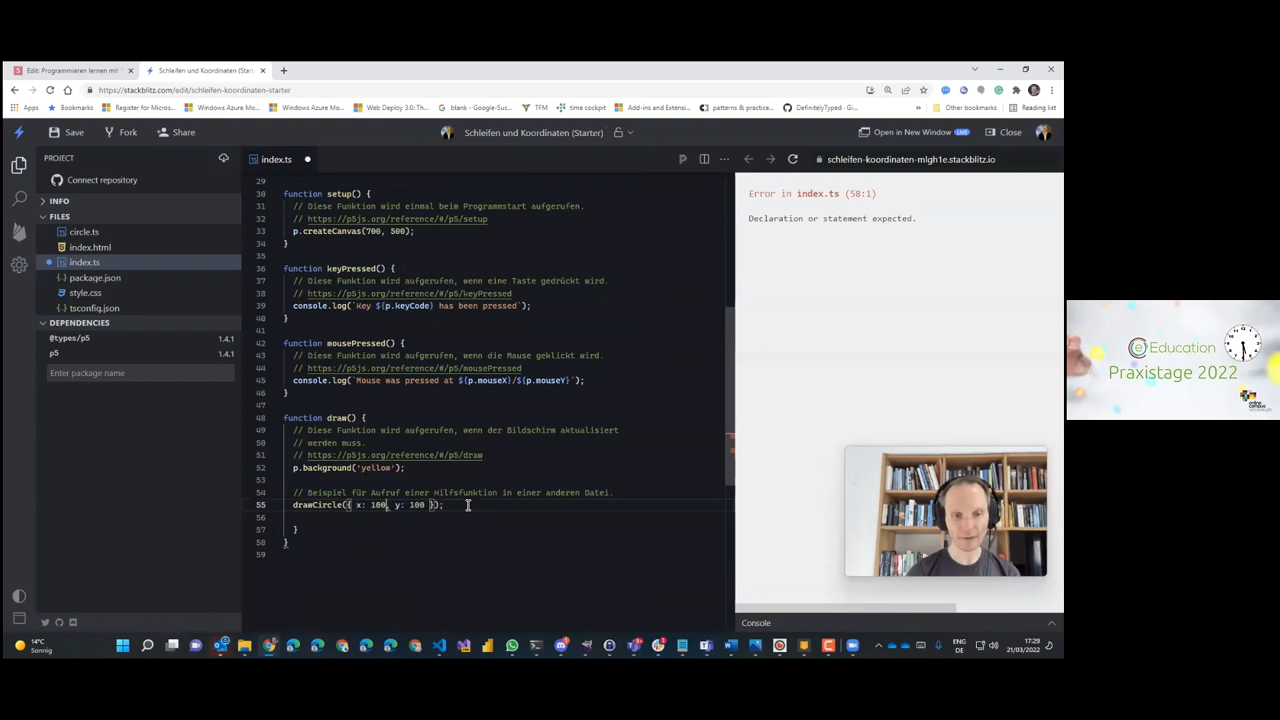 Edit: Programmieren lernen mit
Schleifen und Koordinaten (Star
https://stackblitz.com/edit/schleifen-koordinaten-starter
Apps
Bookmarks
Register for Micros...
Windows Azure Mo...
Windows Azure Mo...
Web Deploy 3.0: Th...
blank - Google-Suc...
TFM
time cockpit
Add-ins and Extensi...
patterns & practice...
DefinitelyTyped · Gi...
Other bookmarks
Reading list
Save
Fork
Share
Schleifen und Koordinaten (Starter)
Open in New Window
LIVE
Close
PROJECT
Connect repository
INFO
FILES
circle.ts
index.html
index.ts
package.json
style.css
tsconfig.json
DEPENDENCIES
@types/p5 1.4.1
p5 1.4.1
Enter package name
index.ts
29
30 function setup() {
31 // Diese Funktion wird einmal beim Programmstart aufgerufen.
32 // https://p5js.org/reference/#/p5/setup
33 p.createCanvas(700, 500);
34 }
35
36 function keyPressed() {
37 // Diese Funktion wird aufgerufen, wenn eine Taste gedrückt wird.
38 // https://p5js.org/reference/#/p5/keyPressed
39 console.log(`Key ${p.keyCode} has been pressed`);
40 }
41
42 function mousePressed() {
43 // Diese Funktion wird aufgerufen, wenn die Maus geklickt wird.
44 // https://p5js.org/reference/#/p5/mousePressed
45 console.log(`Mouse was pressed at ${p.mouseX}/${p.mouseY}`);
46 }
47
48 function draw() {
49 // Diese Funktion wird aufgerufen, wenn der Bildschirm aktualisiert
50 // werden muss.
51 // https://p5js.org/reference/#/p5/draw
52 p.background('yellow');
53
54 // Beispiel für Aufruf einer Hilfsfunktion in einer anderen Datei.
55 drawCircle({ x: 100, y: 100 });
56
57 }
58 }
59
schleifen-koordinaten-mlgh1e.stackblitz.io
Error in index.ts (58:1)
Declaration or statement expected.
Console
eEducation
Praxistage 2022
14°C
Sonnig
ENG
DE
17:29
21/03/2022